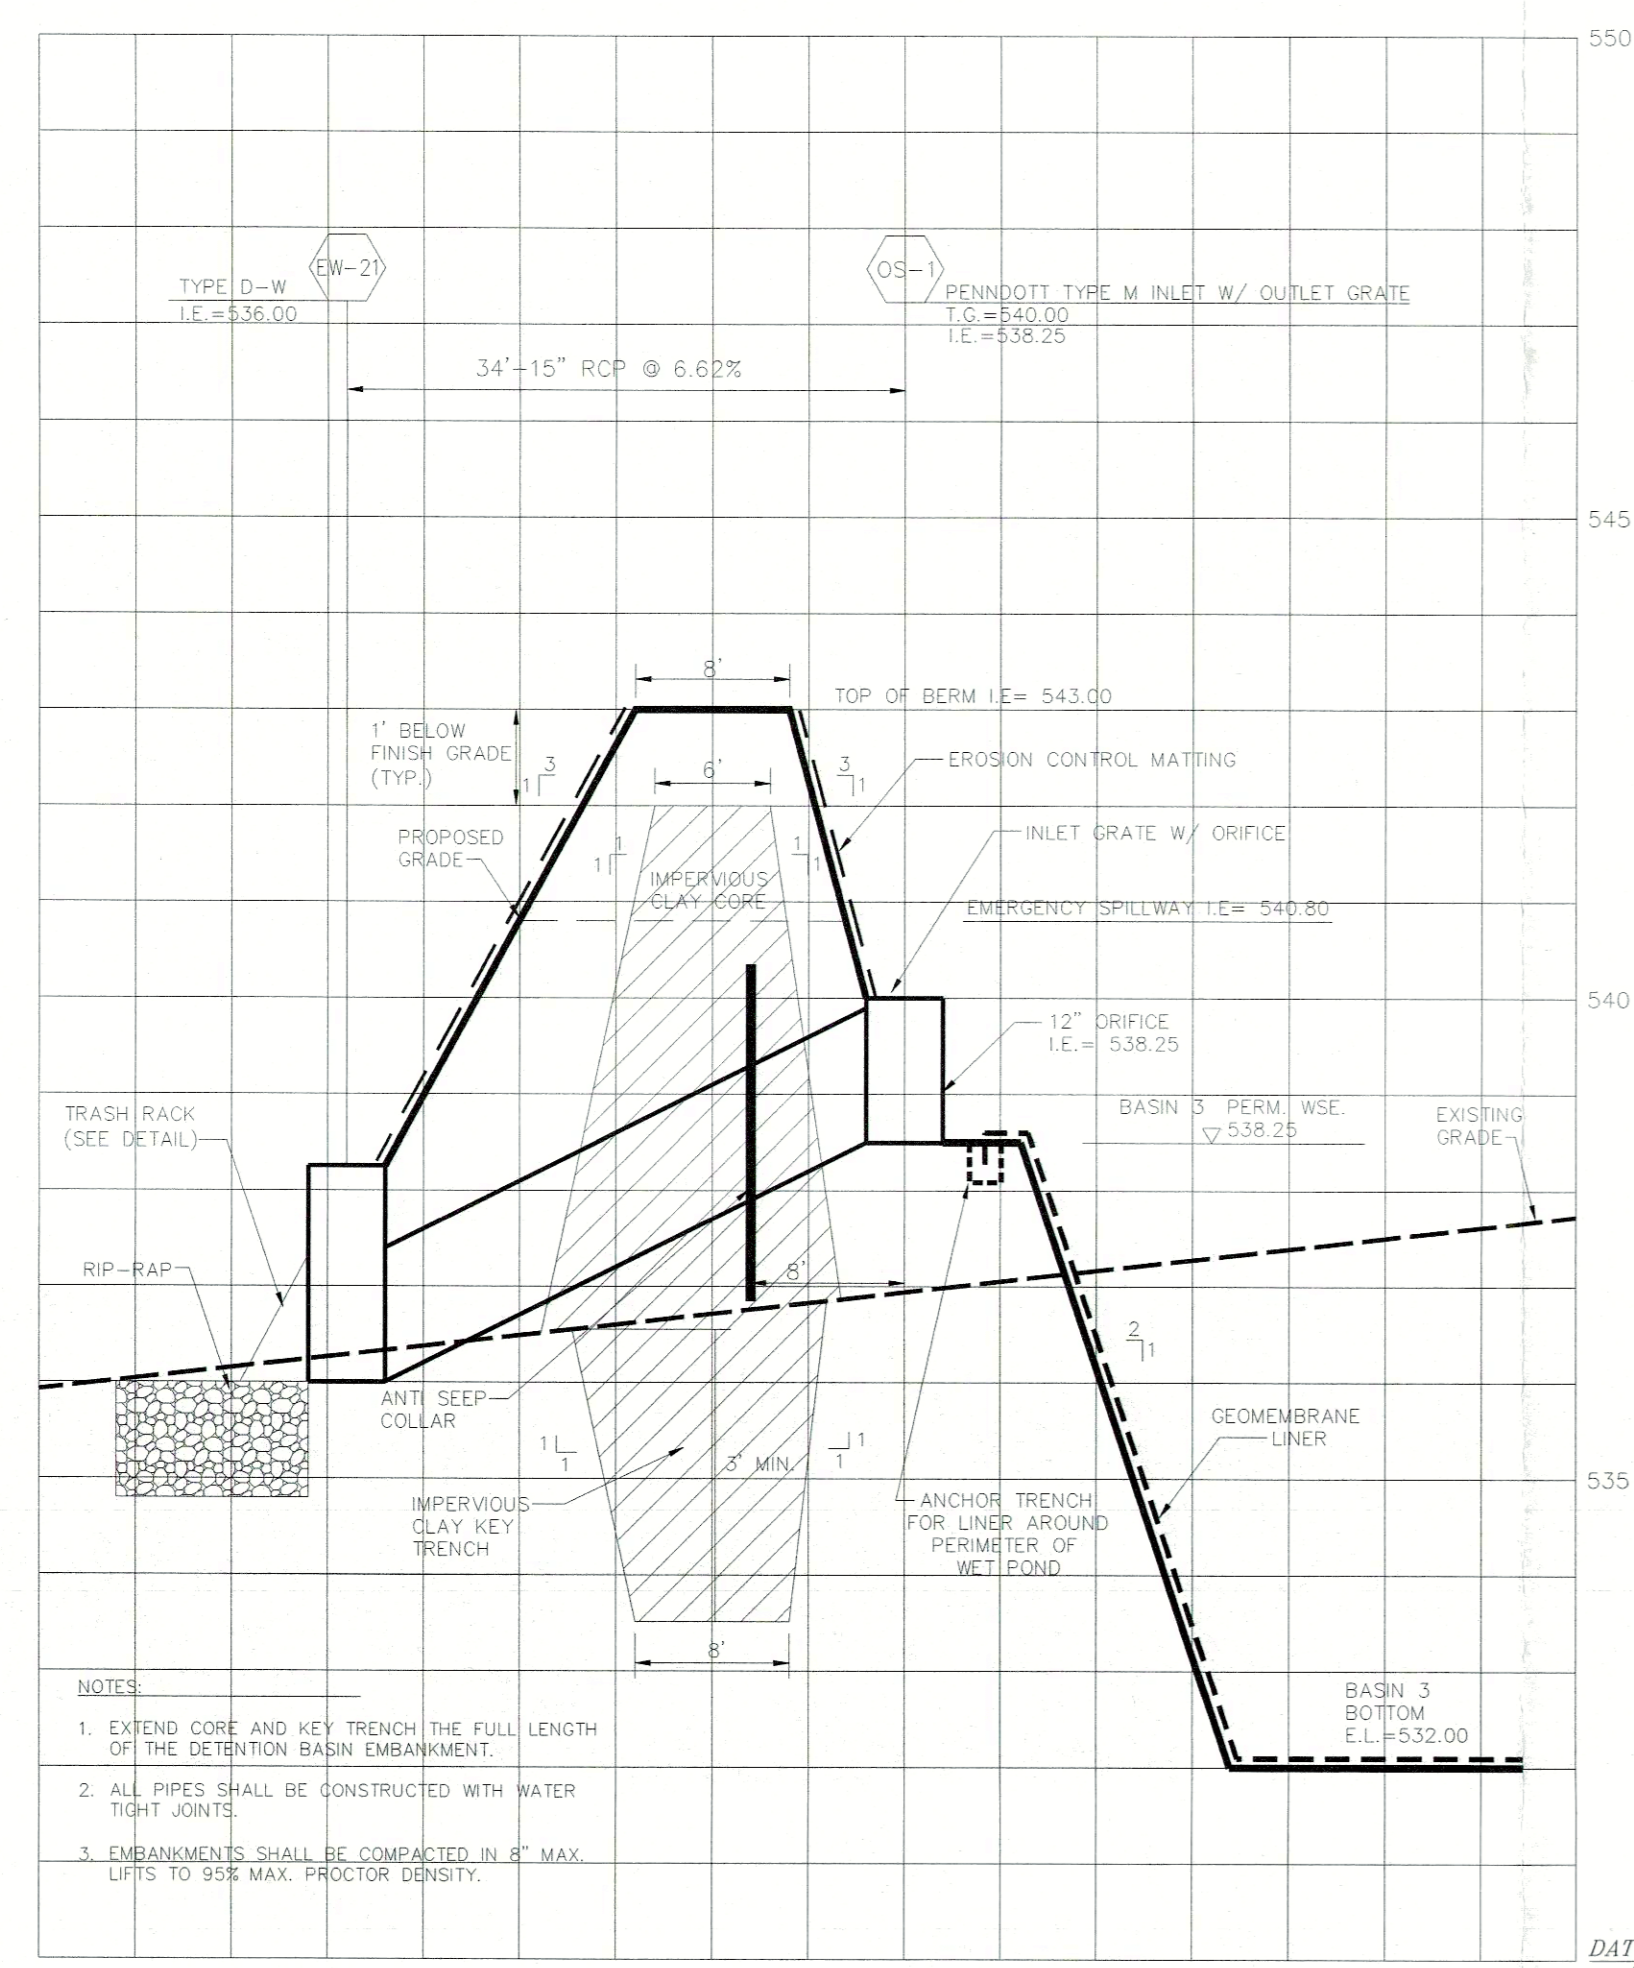 550
EW-21
TYPE D-W
I.E.=536.00
OS-1
PENNDOTT TYPE M INLET W/ OUTLET GRATE
T.G.=540.00
I.E.=538.25
34'-15" RCP @ 6.62%
545
8'
TOP OF BERM I.E= 543.00
1' BELOW
FINISH GRADE
(TYP.)
3
1
6'
3
1
EROSION CONTROL MATTING
PROPOSED
GRADE
1
1
1
1
INLET GRATE W/ ORIFICE
IMPERVIOUS
CLAY CORE
EMERGENCY SPILLWAY I.E= 540.80
540
12" ORIFICE
I.E.= 538.25
TRASH RACK
(SEE DETAIL)
BASIN 3 PERM. WSE.
538.25
EXISTING
GRADE
RIP-RAP
8'
2
1
ANTI SEEP
COLLAR
GEOMEMBRANE
LINER
1
1
3' MIN.
1
1
535
IMPERVIOUS
CLAY KEY
TRENCH
ANCHOR TRENCH
FOR LINER AROUND
PERIMETER OF
WET POND
8'
NOTES:
1. EXTEND CORE AND KEY TRENCH THE FULL LENGTH
OF THE DETENTION BASIN EMBANKMENT.
2. ALL PIPES SHALL BE CONSTRUCTED WITH WATER
TIGHT JOINTS.
3. EMBANKMENTS SHALL BE COMPACTED IN 8" MAX.
LIFTS TO 95% MAX. PROCTOR DENSITY.
BASIN 3
BOTTOM
E.L.=532.00
DAT